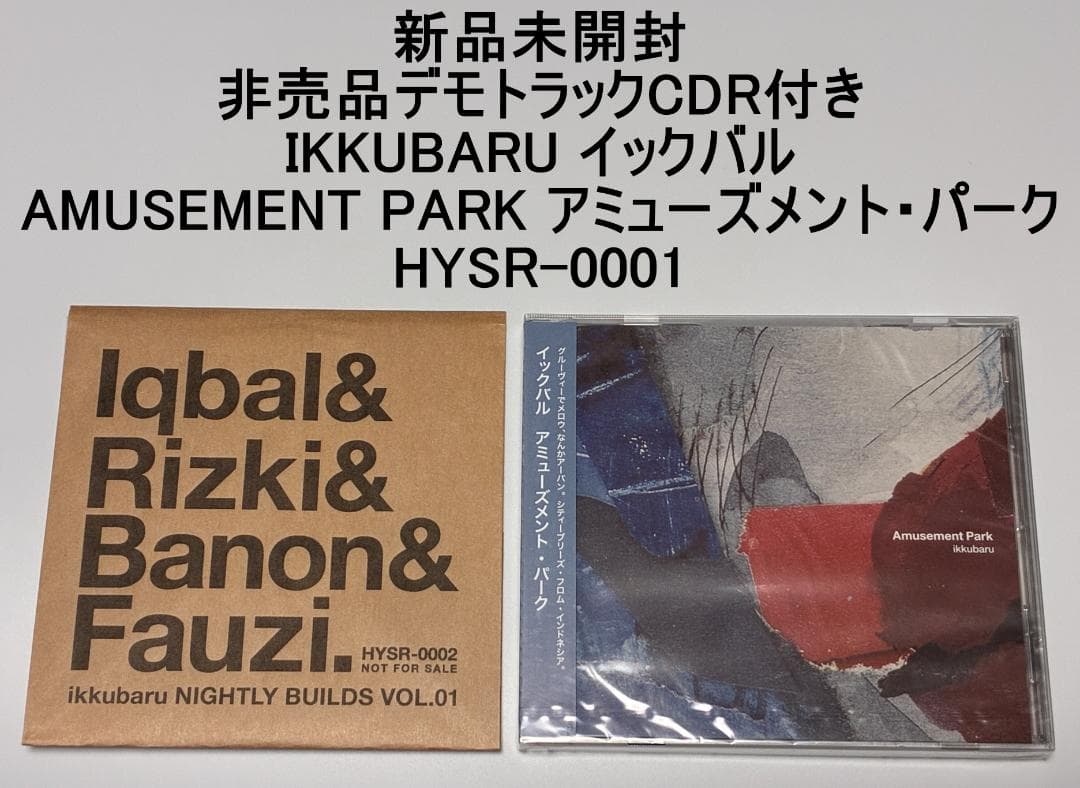 新品未開封
非売品デモトラックCDR付き
IKKUBARU イックバル
AMUSEMENT PARK アミューズメント・パーク
HYSR-0001
Iqbal&
Rizki&
Banon&
Fauzi.
HYSR-0002
NOT FOR SALE
ikkubaru NIGHTLY BUILDS VOL.01
グルーヴィーでメロウ、なんかアーバン。シティーブリーズ・フロム・インドネシア。
イックバル アミューズメント・パーク
Amusement Park
ikkubaru